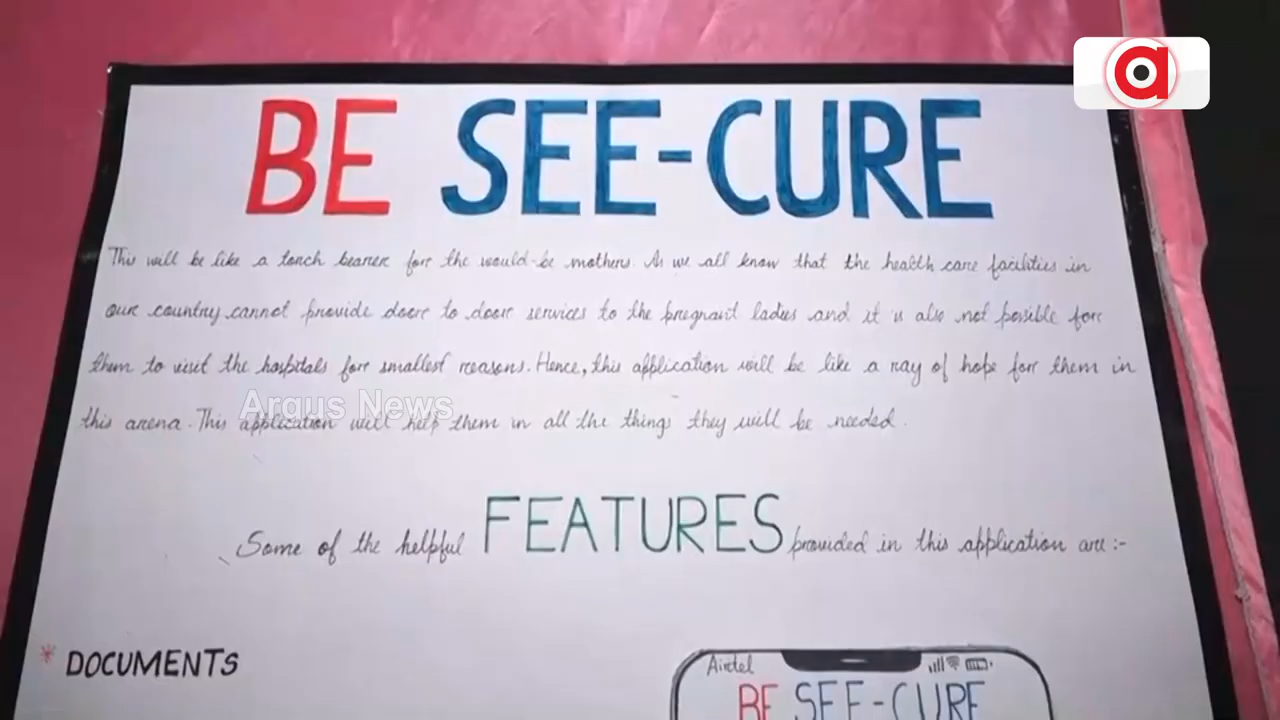 BE SEE-CURE
This will be like a torch bearer for the would-be mothers. As we all know that the health care facilities in
our country cannot provide door to door services to the pregnant ladies and it is also not possible for
them to visit the hospitals for smallest reasons. Hence, this application will be like a ray of hope for them in
this arena. This application will help them in all the things they will be needed.
Argus News
Some of the helpful FEATURES provided in this application are :-
* DOCUMENTS
Airtel
BE SEE-CURE
a